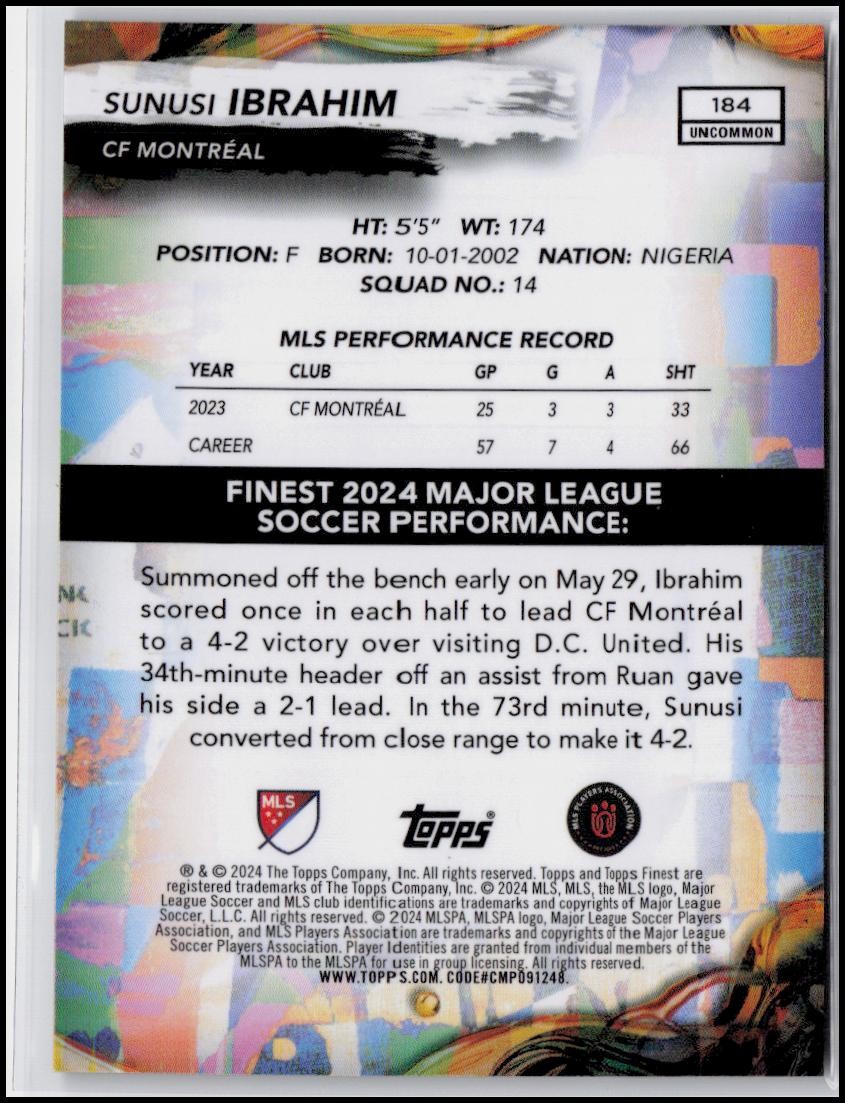 SUNUSI IBRAHIM
CF MONTRÉAL
184
UNCOMMON
HT: 5'5" WT: 174
POSITION: F BORN: 10-01-2002 NATION: NIGERIA
SQUAD NO.: 14
MLS PERFORMANCE RECORD
YEAR CLUB GP G A SHT
2023 CF MONTRÉAL 25 3 3 33
CAREER 57 7 4 66
FINEST 2024 MAJOR LEAGUE
SOCCER PERFORMANCE:
Summoned off the bench early on May 29, Ibrahim
scored once in each half to lead CF Montréal
to a 4-2 victory over visiting D.C. United. His
34th-minute header off an assist from Ruan gave
his side a 2-1 lead. In the 73rd minute, Sunusi
converted from close range to make it 4-2.
MLS
Topps®
MLS PLAYERS ASSOCIATION
® & © 2024 The Topps Company, Inc. All rights reserved. Topps and Topps Finest are
registered trademarks of The Topps Company, Inc. © 2024 MLS, MLS, the MLS logo, Major
League Soccer and MLS club identifications are trademarks and copyrights of Major League
Soccer, L.L.C. All rights reserved. © 2024 MLSPA, MLSPA logo, Major League Soccer Players
Association, and MLS Players Association are trademarks and copyrights of the Major League
Soccer Players Association. Player Identities are granted from individual members of the
MLSPA to the MLSPA for use in group licensing. All rights reserved.
WWW.TOPPS.COM. CODE#CMP091248.